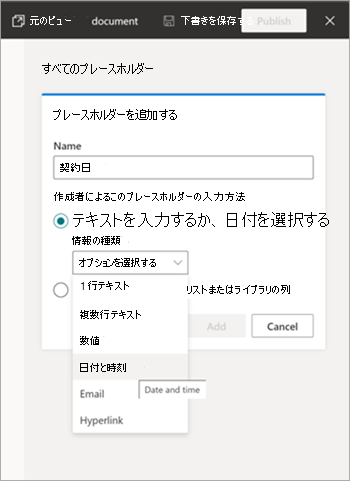 元のビュー document 下書きを保存す Publish
すべてのプレースホルダー
プレースホルダーを追加する
Name
契約日
作成者によるこのプレースホルダーの入力方法
テキストを入力するか、日付を選択する
情報の種類
オプションを選択する
1行テキスト
リストまたはライブラリの列
複数行テキスト
Add Cancel
数値
日付と時刻
Date and time
Email
Hyperlink